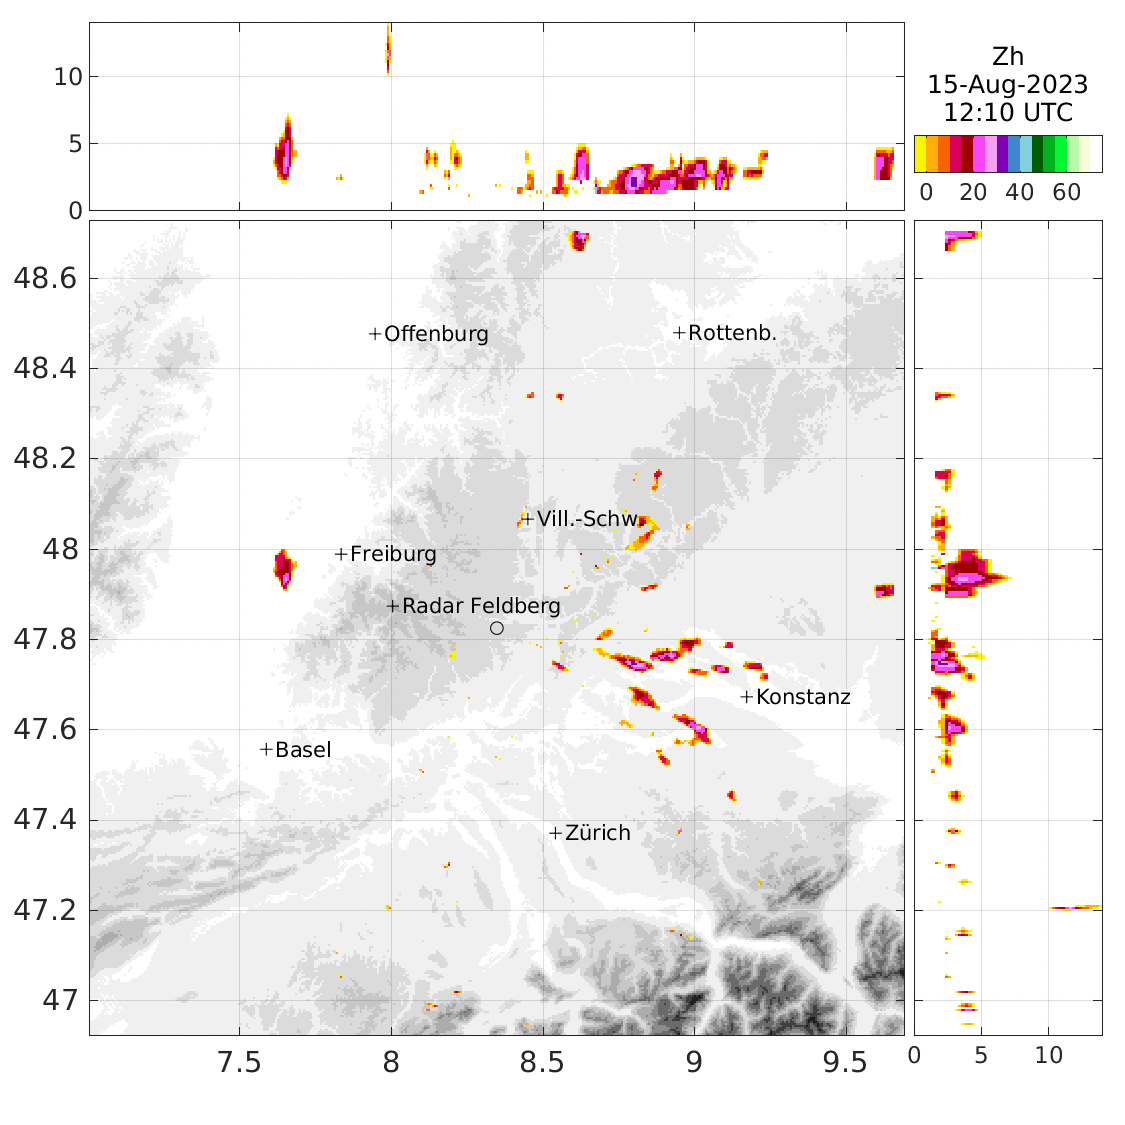 10
5
0
Zh
15-Aug-2023
12:10 UTC
0 20 40 60
48.6
48.4
48.2
48
47.8
47.6
47.4
47.2
47
Offenburg
Rottenb.
Vill.-Schw.
Freiburg
Radar Feldberg
Konstanz
Basel
Zürich
7.5 8 8.5 9 9.5
0 5 10